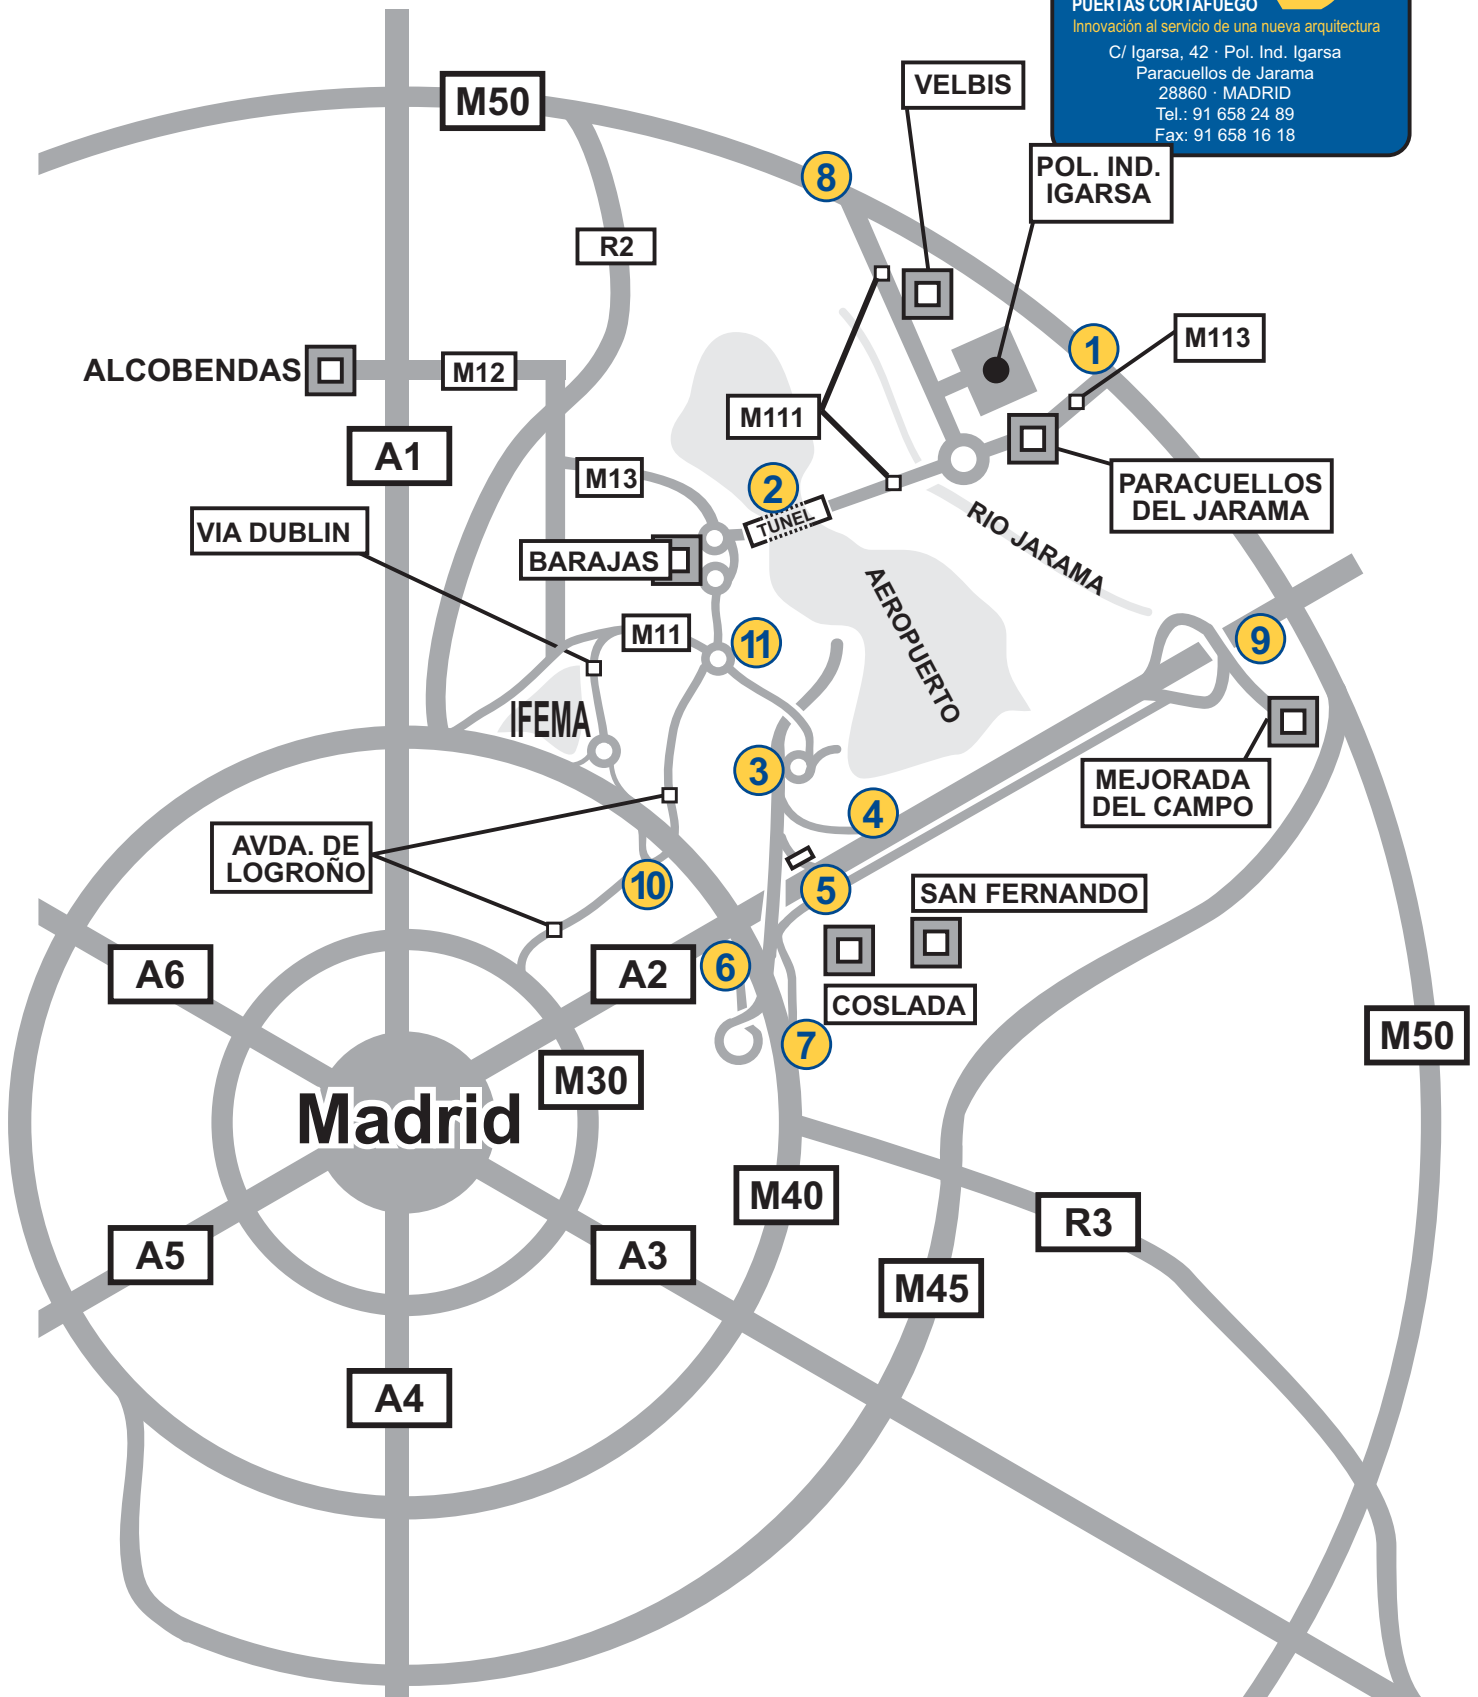 PUERTAS CORTAFUEGO
Innovación al servicio de una nueva arquitectura
C/ Igarsa, 42 · Pol. Ind. Igarsa
Paracuellos de Jarama
28860 · MADRID
Tel.: 91 658 24 89
Fax: 91 658 16 18
M50
VELBIS
8
POL. IND.
IGARSA
R2
1
M113
ALCOBENDAS
M12
M111
A1
M13
2
TUNEL
PARACUELLOS
DEL JARAMA
VIA DUBLIN
RIO JARAMA
BARAJAS
AEROPUERTO
M11
11
9
IFEMA
3
MEJORADA
DEL CAMPO
4
AVDA. DE
LOGROÑO
10
5
SAN FERNANDO
A6
A2
6
COSLADA
M50
7
M30
Madrid
M40
R3
A5
A3
M45
A4